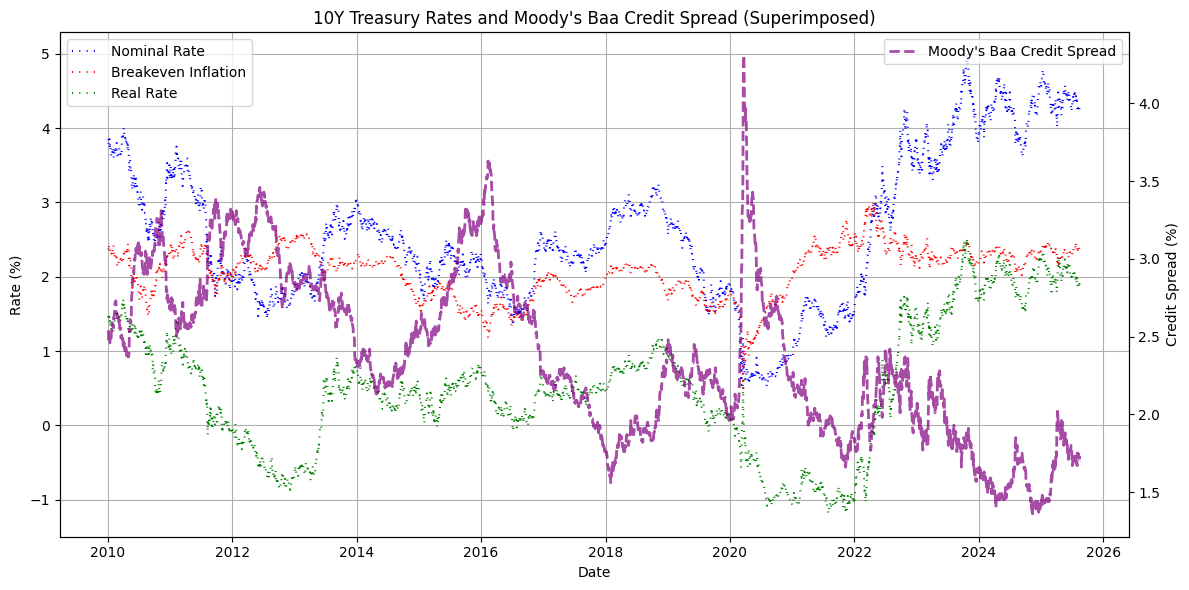 10Y Treasury Rates and Moody's Baa Credit Spread (Superimposed)
Nominal Rate
Breakeven Inflation
Real Rate
Moody's Baa Credit Spread
Rate (%)
5
4
3
2
1
0
−1
4.0
3.5
3.0
2.5
2.0
1.5
Credit Spread (%)
2010 2012 2014 2016 2018 2020 2022 2024 2026
Date